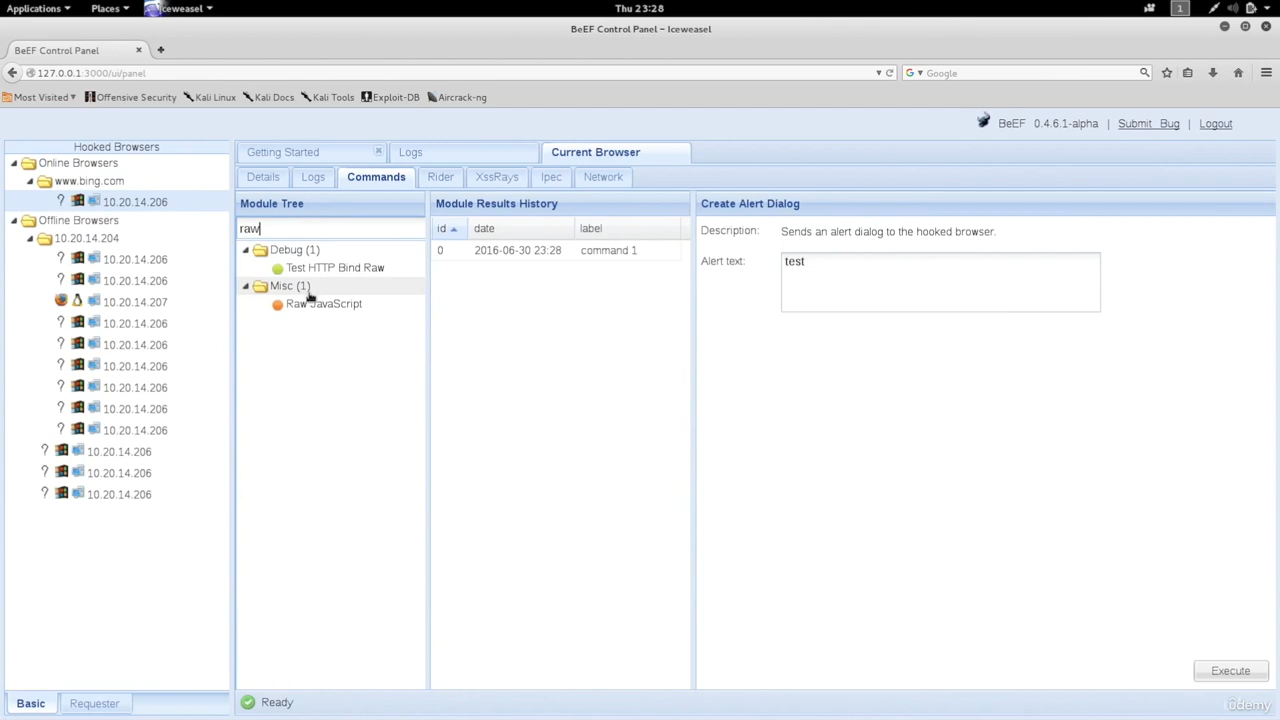 Applications Places Iceweasel Thu 23:28 1
BeEF Control Panel - Iceweasel
BeEF Control Panel
127.0.0.1:3000/ui/panel Google
Most Visited Offensive Security Kali Linux Kali Docs Kali Tools Exploit-DB Aircrack-ng
BeEF 0.4.6.1-alpha | Submit Bug | Logout
Hooked Browsers
Online Browsers
www.bing.com
? 10.20.14.206
Offline Browsers
10.20.14.204
? 10.20.14.206
? 10.20.14.206
10.20.14.207
? 10.20.14.206
? 10.20.14.206
? 10.20.14.206
? 10.20.14.206
? 10.20.14.206
? 10.20.14.206
? 10.20.14.206
? 10.20.14.206
? 10.20.14.206
Basic Requester
Getting Started Logs Current Browser
Details Logs Commands Rider XssRays Ipec Network
Module Tree
raw
Debug (1)
Test HTTP Bind Raw
Misc (1)
Raw JavaScript
Module Results History
id date label
0 2016-06-30 23:28 command 1
Create Alert Dialog
Description: Sends an alert dialog to the hooked browser.
Alert text: test
Execute
Ready
ûdemy